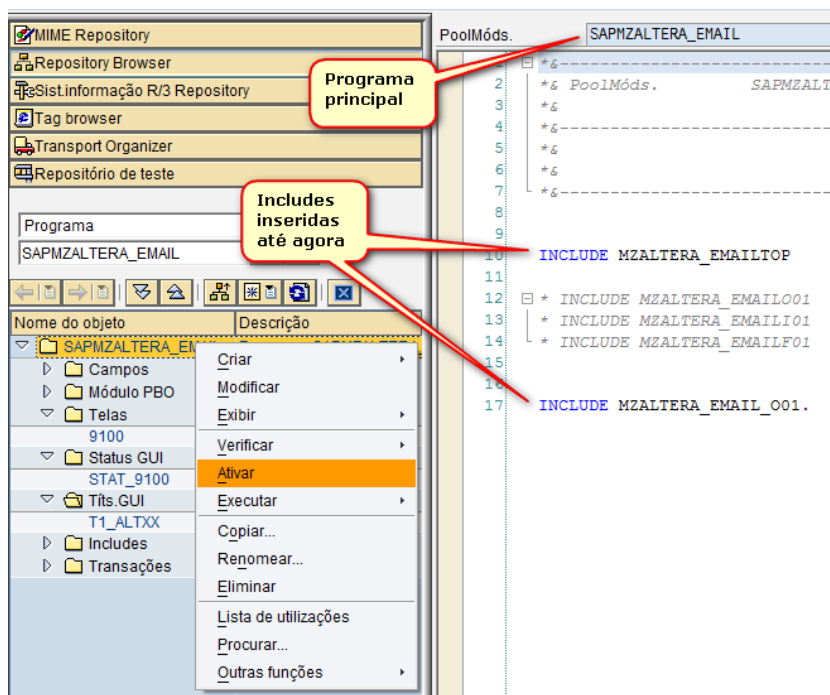 MIME Repository
Repository Browser
Sist.informação R/3 Repository
Tag browser
Transport Organizer
Repositório de teste
Programa
SAPMZALTERA_EMAIL
Nome do objeto Descrição
SAPMZALTERA_EM
Campos
Módulo PBO
Telas
9100
Status GUI
STAT_9100
Títs.GUI
T1_ALTXX
Includes
Transações
Criar
Modificar
Exibir
Verificar
Ativar
Executar
Copiar...
Renomear...
Eliminar
Lista de utilizações
Procurar...
Outras funções
Programa
principal
Includes
inseridas
até agora
PoolMóds. SAPMZALTERA_EMAIL
1 *&---------------------------
2 *& PoolMóds. SAPMZALT
3 *&
4 *&---------------------------
5 *&
6 *&
7 *&---------------------------
8
9
10 INCLUDE MZALTERA_EMAILTOP
11
12 * INCLUDE MZALTERA_EMAILO01
13 * INCLUDE MZALTERA_EMAILI01
14 * INCLUDE MZALTERA_EMAILF01
15
16
17 INCLUDE MZALTERA_EMAIL_O01.